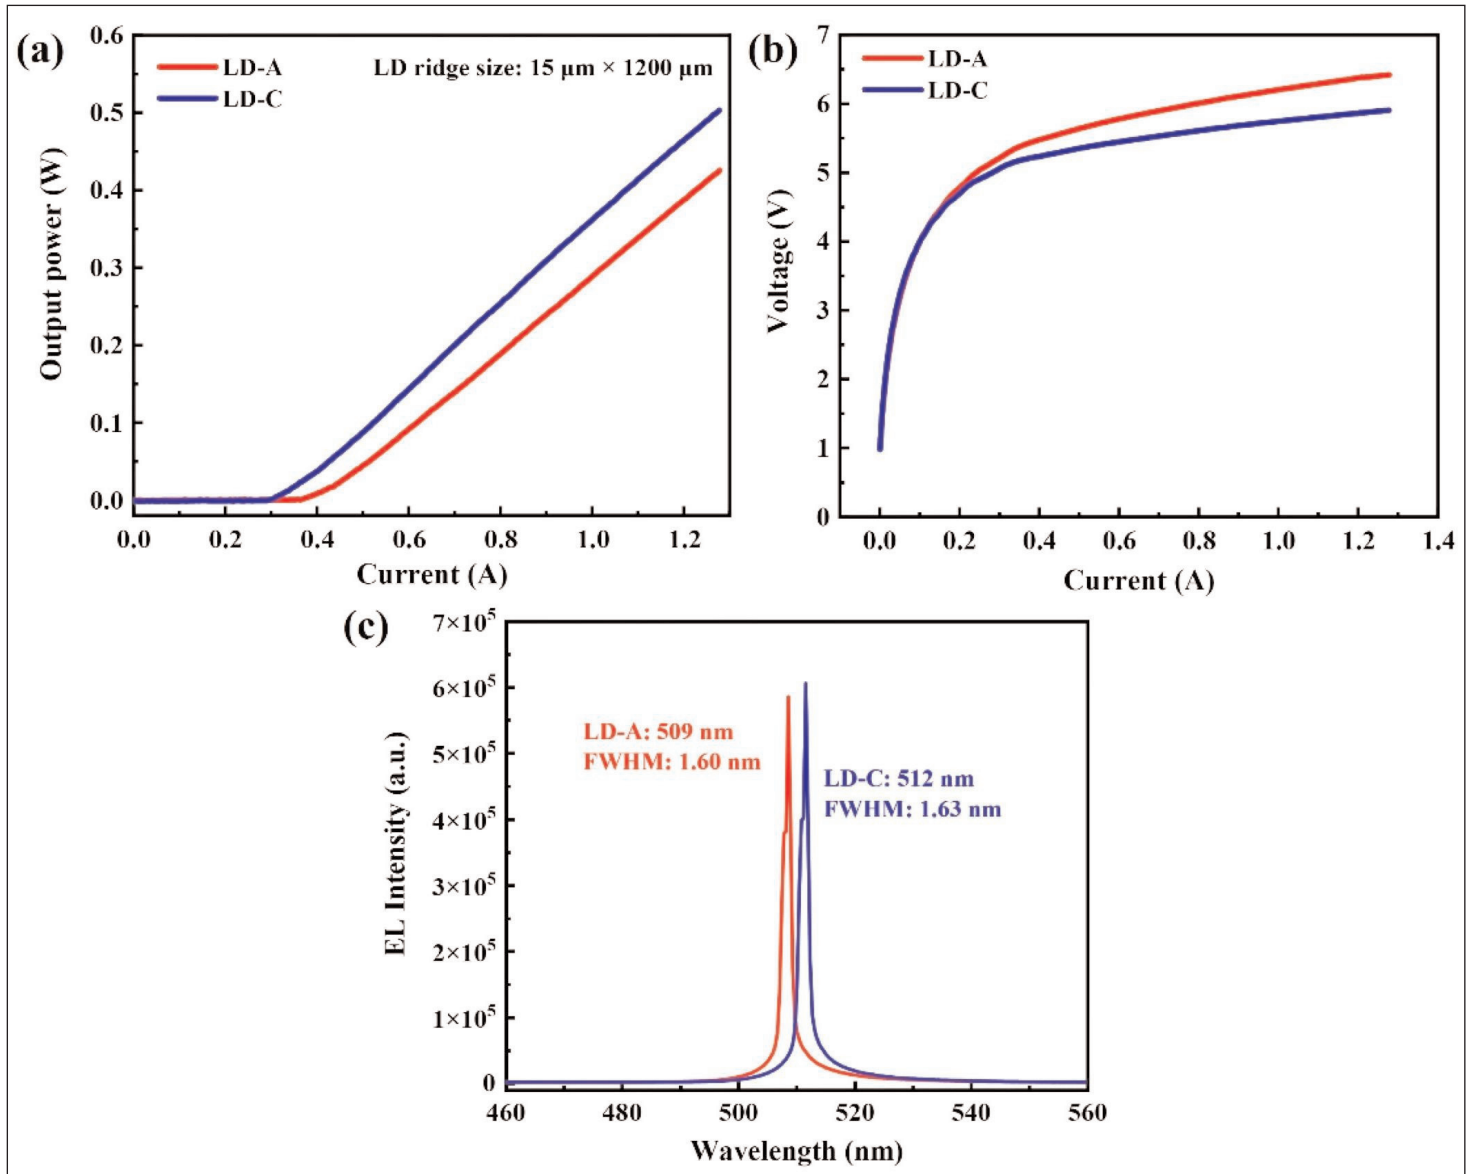 (a)
0.6
0.5
0.4
0.3
0.2
0.1
0.0
Output power (W)
LD-A
LD-C
LD ridge size: 15 μm × 1200 μm
0.0 0.2 0.4 0.6 0.8 1.0 1.2
Current (A)
(b)
7
6
5
4
3
2
1
0
Voltage (V)
LD-A
LD-C
0.0 0.2 0.4 0.6 0.8 1.0 1.2 1.4
Current (A)
(c)
7×10⁵
6×10⁵
5×10⁵
4×10⁵
3×10⁵
2×10⁵
1×10⁵
0
EL Intensity (a.u.)
LD-A: 509 nm
FWHM: 1.60 nm
LD-C: 512 nm
FWHM: 1.63 nm
460 480 500 520 540 560
Wavelength (nm)